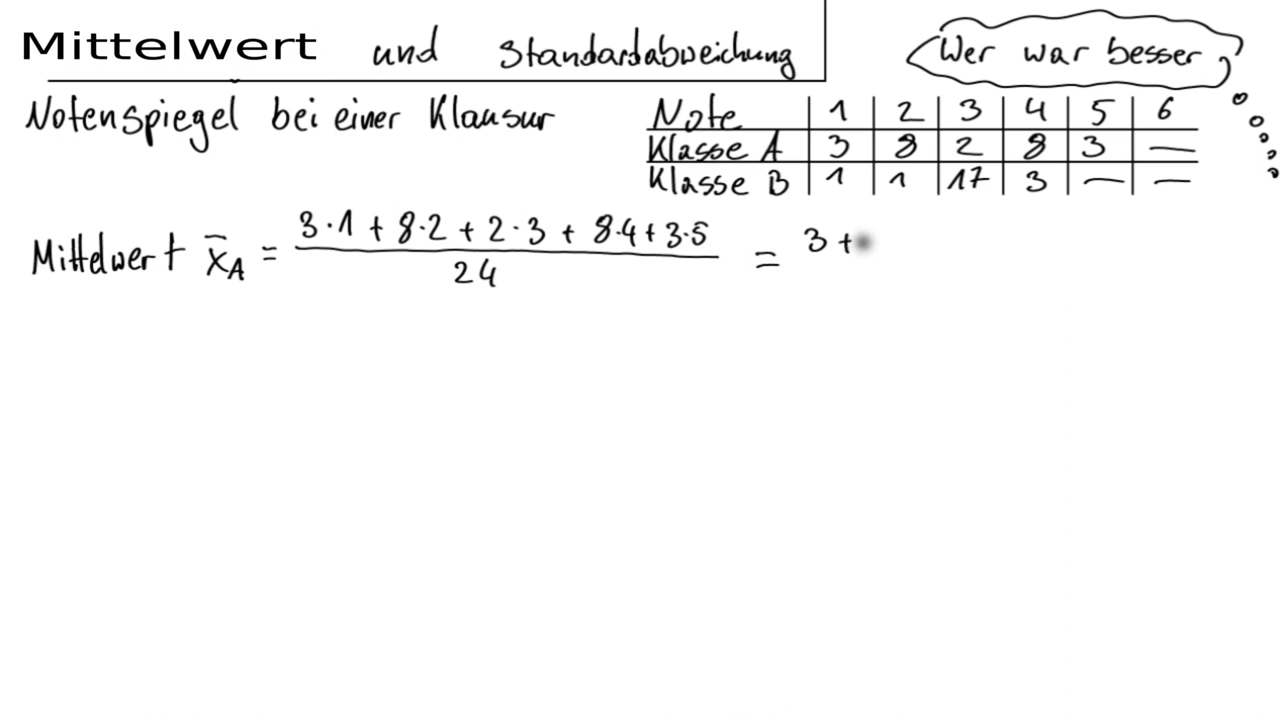 Mittelwert und Standardabweichung
Wer war besser
Notenspiegel bei einer Klausur
Note | 1 | 2 | 3 | 4 | 5 | 6
Klasse A | 3 | 8 | 2 | 8 | 3 | —
Klasse B | 1 | 1 | 17 | 3 | — | —
Mittelwert x̄_A = (3·1 + 8·2 + 2·3 + 8·4 + 3·5) / 24 = 3 +